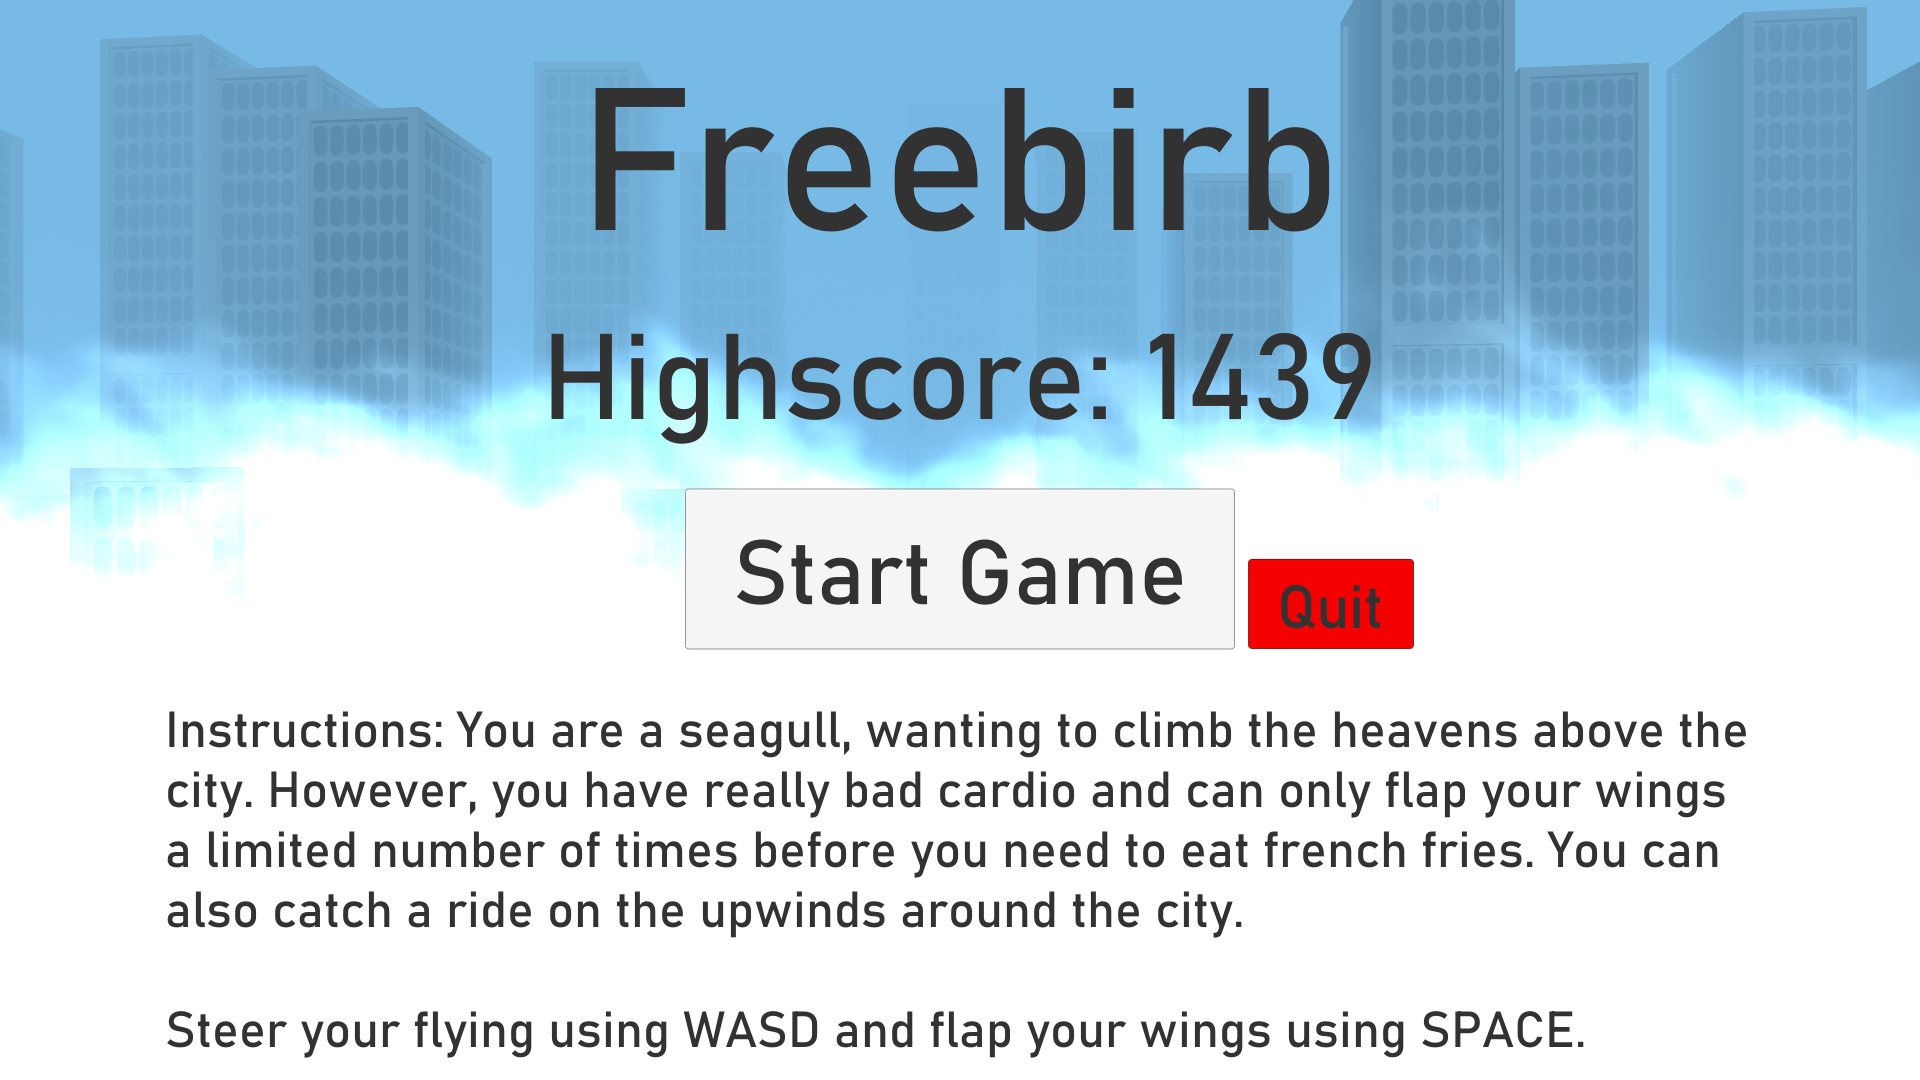 Freebirb
Highscore: 1439
Start Game
Quit
Instructions: You are a seagull, wanting to climb the heavens above the
city. However, you have really bad cardio and can only flap your wings
a limited number of times before you need to eat french fries. You can
also catch a ride on the upwinds around the city.
Steer your flying using WASD and flap your wings using SPACE.